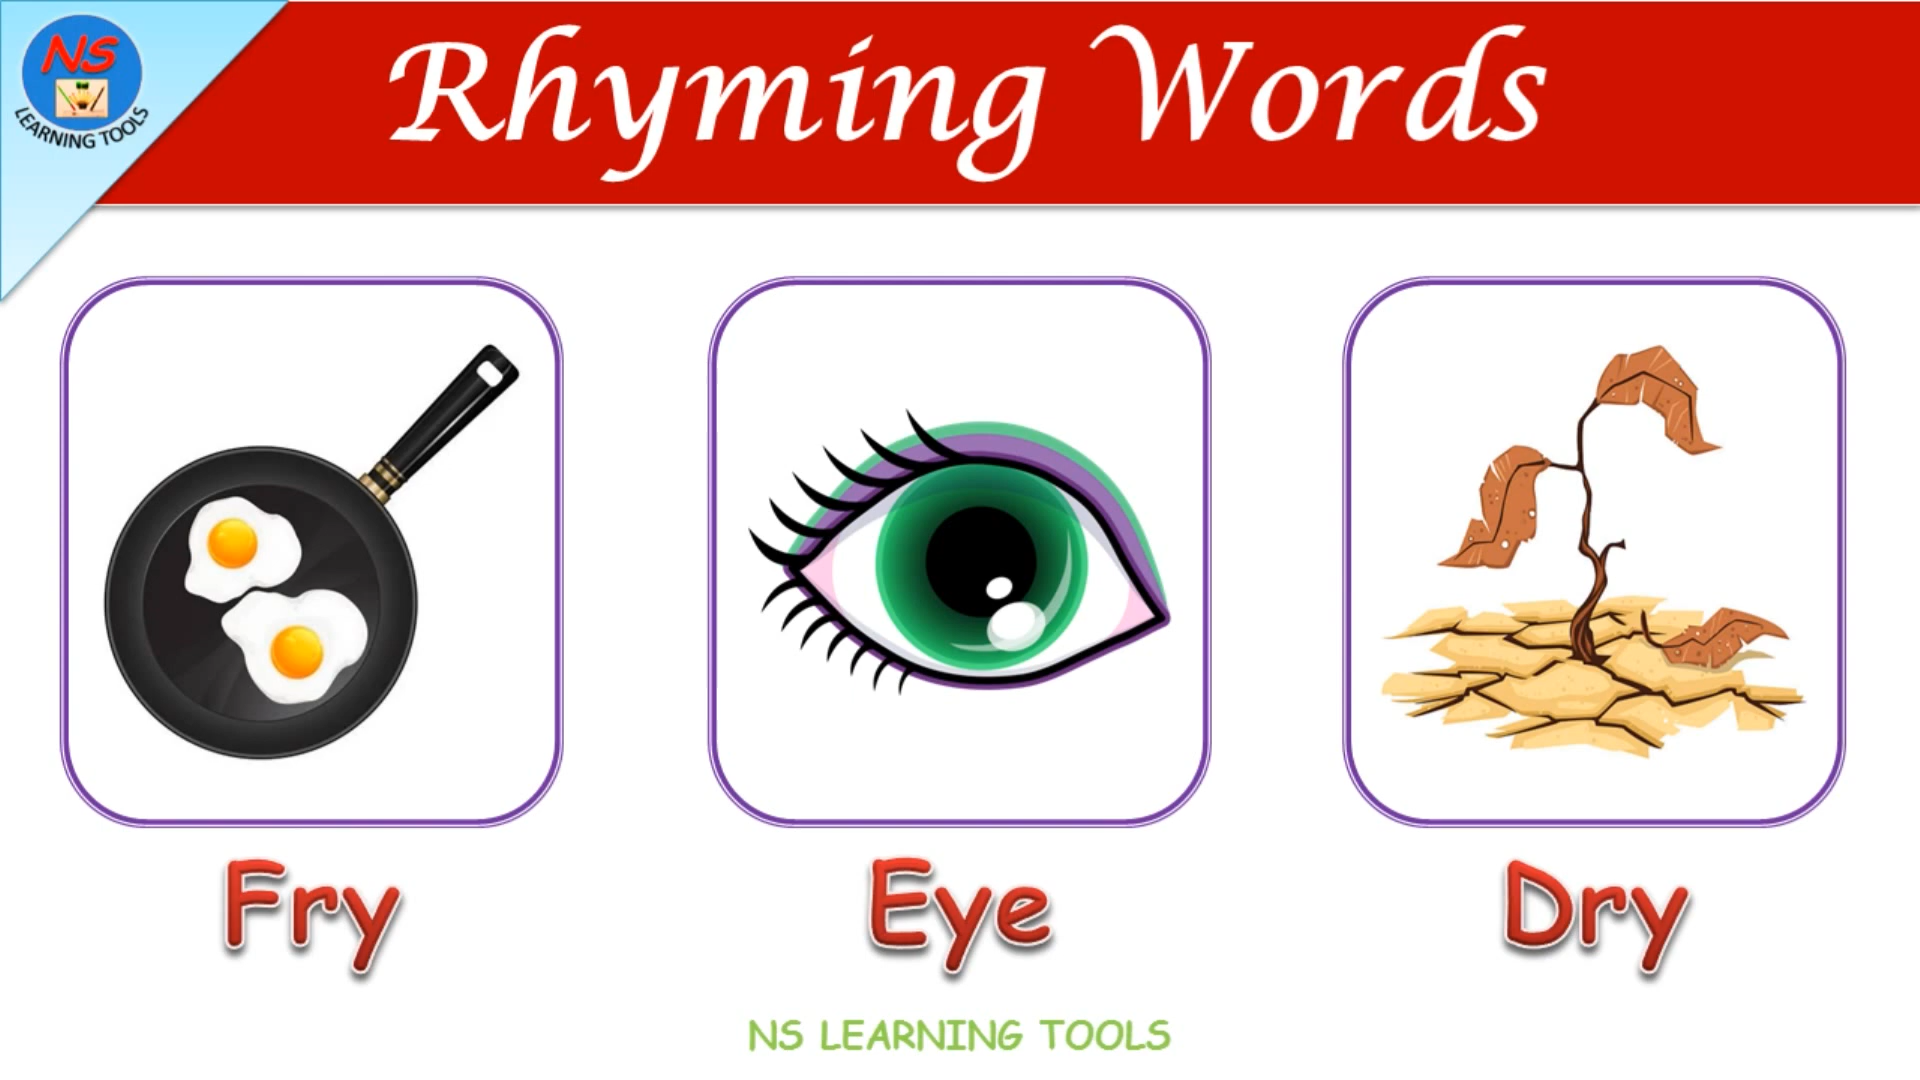 NS
LEARNING TOOLS
Rhyming Words
Fry
Eye
Dry
NS LEARNING TOOLS